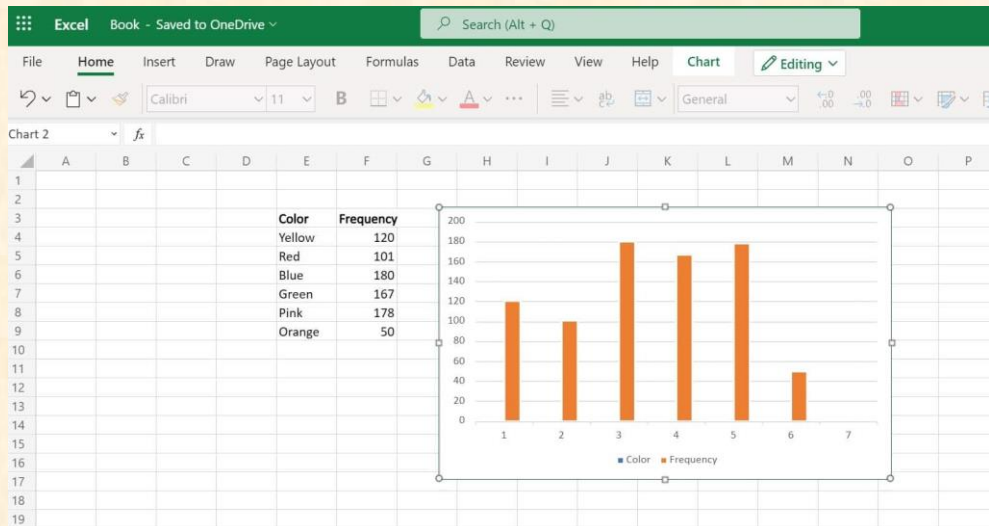 Excel Book - Saved to OneDrive Search (Alt + Q)
File Home Insert Draw Page Layout Formulas Data Review View Help Chart Editing
Calibri 11 B A General
Chart 2 fx
A B C D E F G H I J K L M N O P
1
2
3 Color Frequency
4 Yellow 120
5 Red 101
6 Blue 180
7 Green 167
8 Pink 178
9 Orange 50
10
11
12
13
14
15
16
17
18
19
200
180
160
140
120
100
80
60
40
20
0
1 2 3 4 5 6 7
Color Frequency